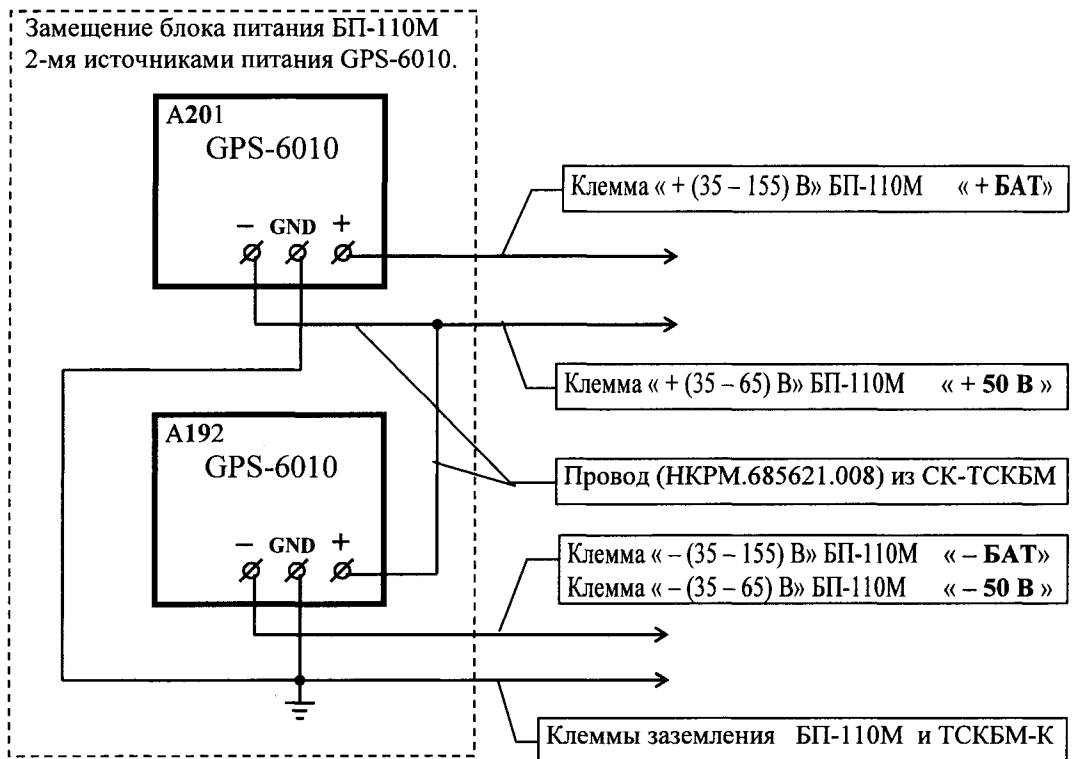 Замещение блока питания БП-110М
2-мя источниками питания GPS-6010.
А201
GPS-6010
– GND +
Клемма « + (35 – 155) В» БП-110М « + БАТ»
Клемма « + (35 – 65) В» БП-110М « + 50 В »
А192
GPS-6010
– GND +
Провод (НКРМ.685621.008) из СК-ТСКБМ
Клемма « – (35 – 155) В» БП-110М « – БАТ»
Клемма « – (35 – 65) В» БП-110М « – 50 В »
Клеммы заземления БП-110М и ТСКБМ-К